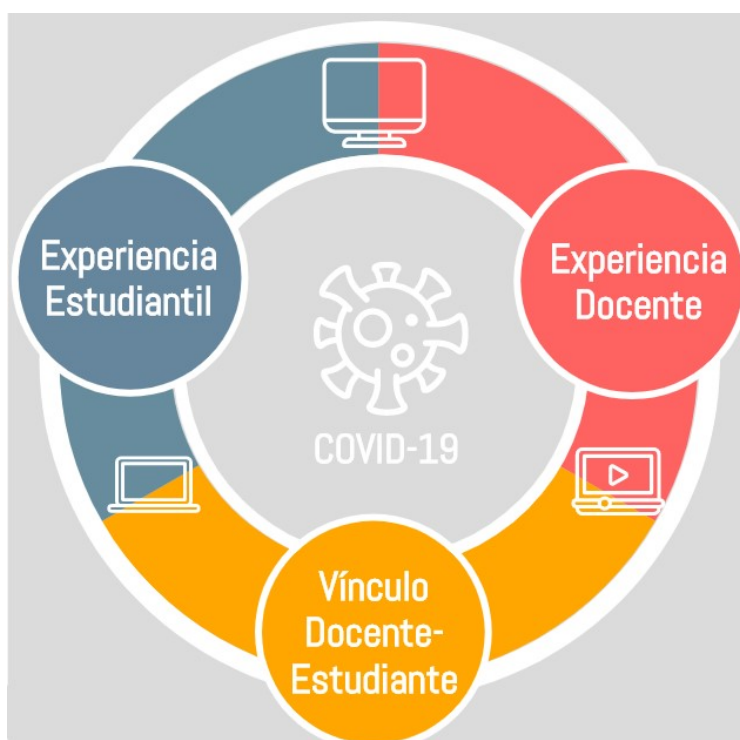 Experiencia
Estudiantil
Experiencia
Docente
COVID-19
Vínculo
Docente-
Estudiante